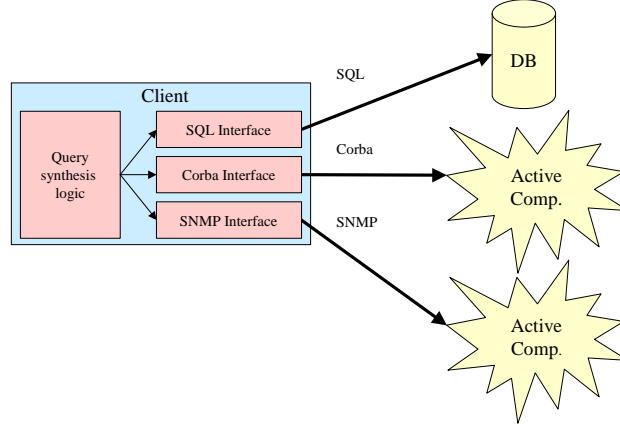 Client
Query
synthesis
logic
SQL Interface
Corba Interface
SNMP Interface
SQL
Corba
SNMP
DB
Active
Comp.
Active
Comp.